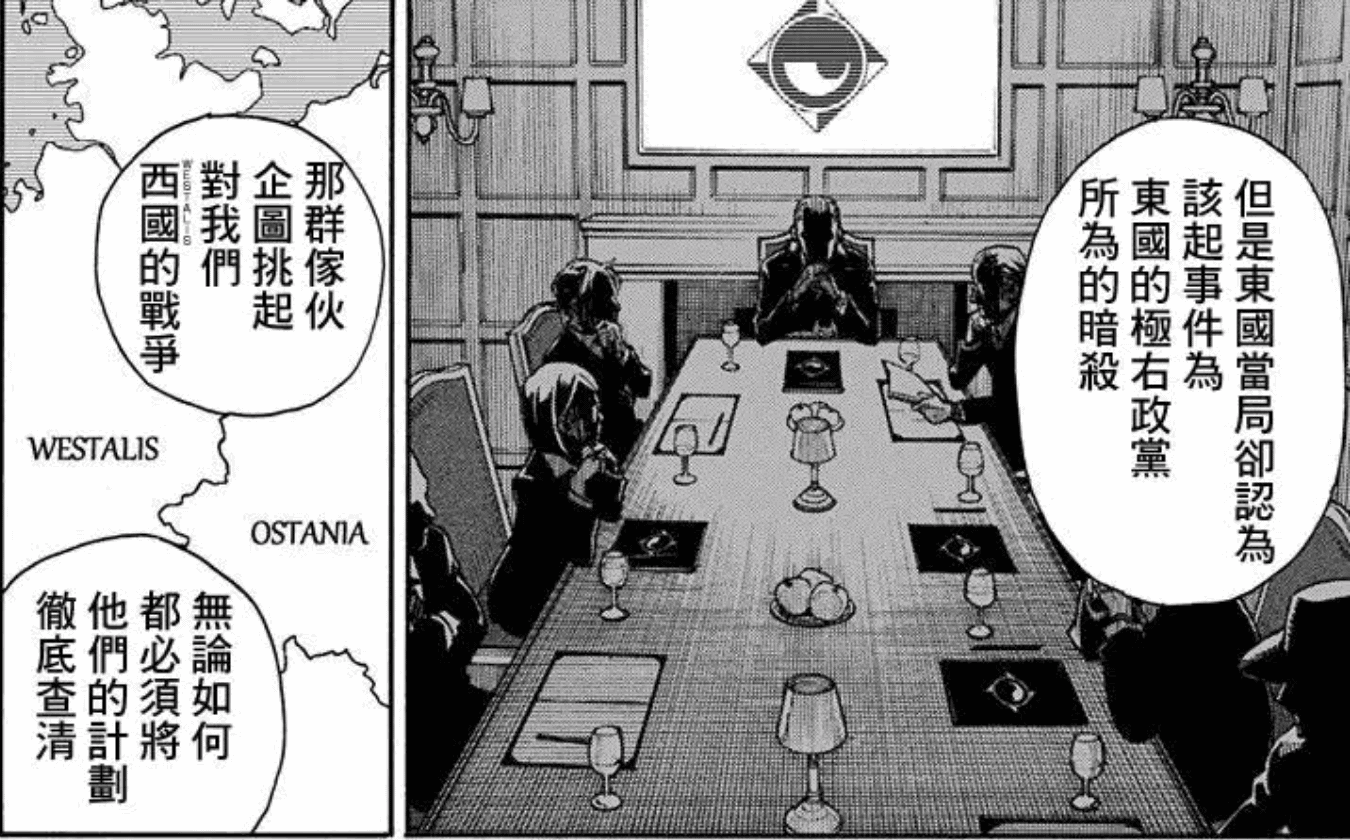 但是東國當局卻認為
該起事件為
東國的極右政黨
所為的暗殺
那群傢伙
企圖挑起
對我們
WESTALIS
西國的戰爭
WESTALIS
OSTANIA
無論如何
都必須將
他們的計劃
徹底查清